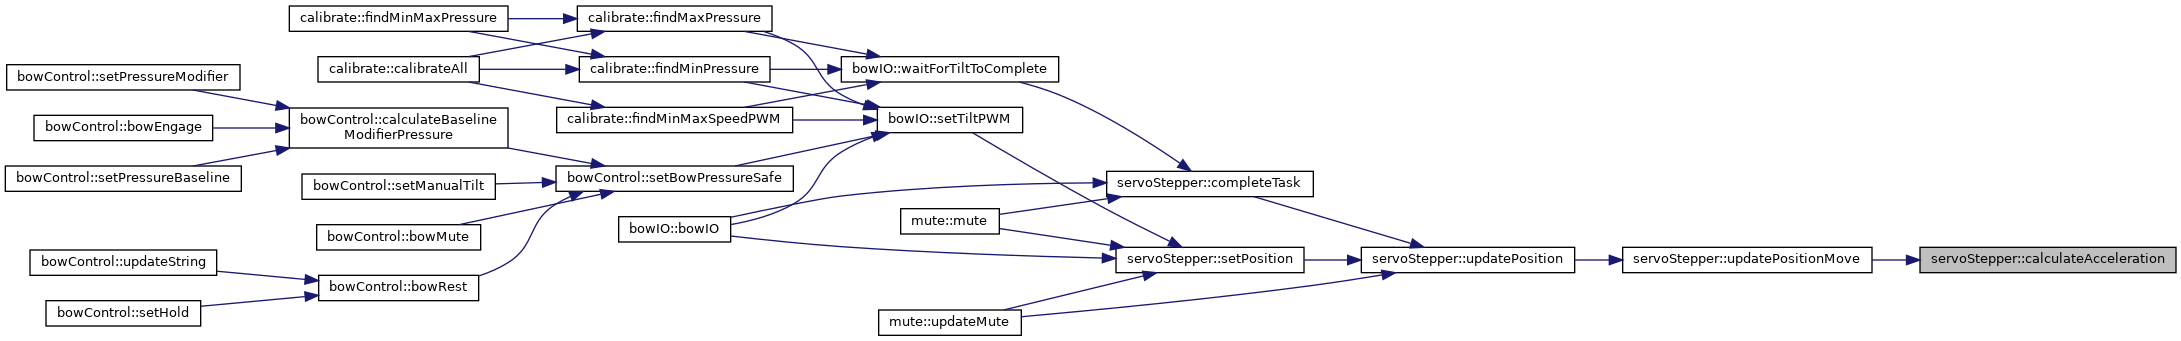 calibrate::findMinMaxPressure
calibrate::findMaxPressure
calibrate::calibrateAll
calibrate::findMinPressure
bowIO::waitForTiltToComplete
bowControl::setPressureModifier
bowControl::calculateBaseline
ModifierPressure
calibrate::findMinMaxSpeedPWM
bowIO::setTiltPWM
bowControl::bowEngage
bowControl::setPressureBaseline
bowControl::setManualTilt
bowControl::setBowPressureSafe
servoStepper::completeTask
bowControl::bowMute
bowIO::bowIO
mute::mute
bowControl::updateString
bowControl::bowRest
servoStepper::setPosition
servoStepper::updatePosition
servoStepper::updatePositionMove
servoStepper::calculateAcceleration
bowControl::setHold
mute::updateMute